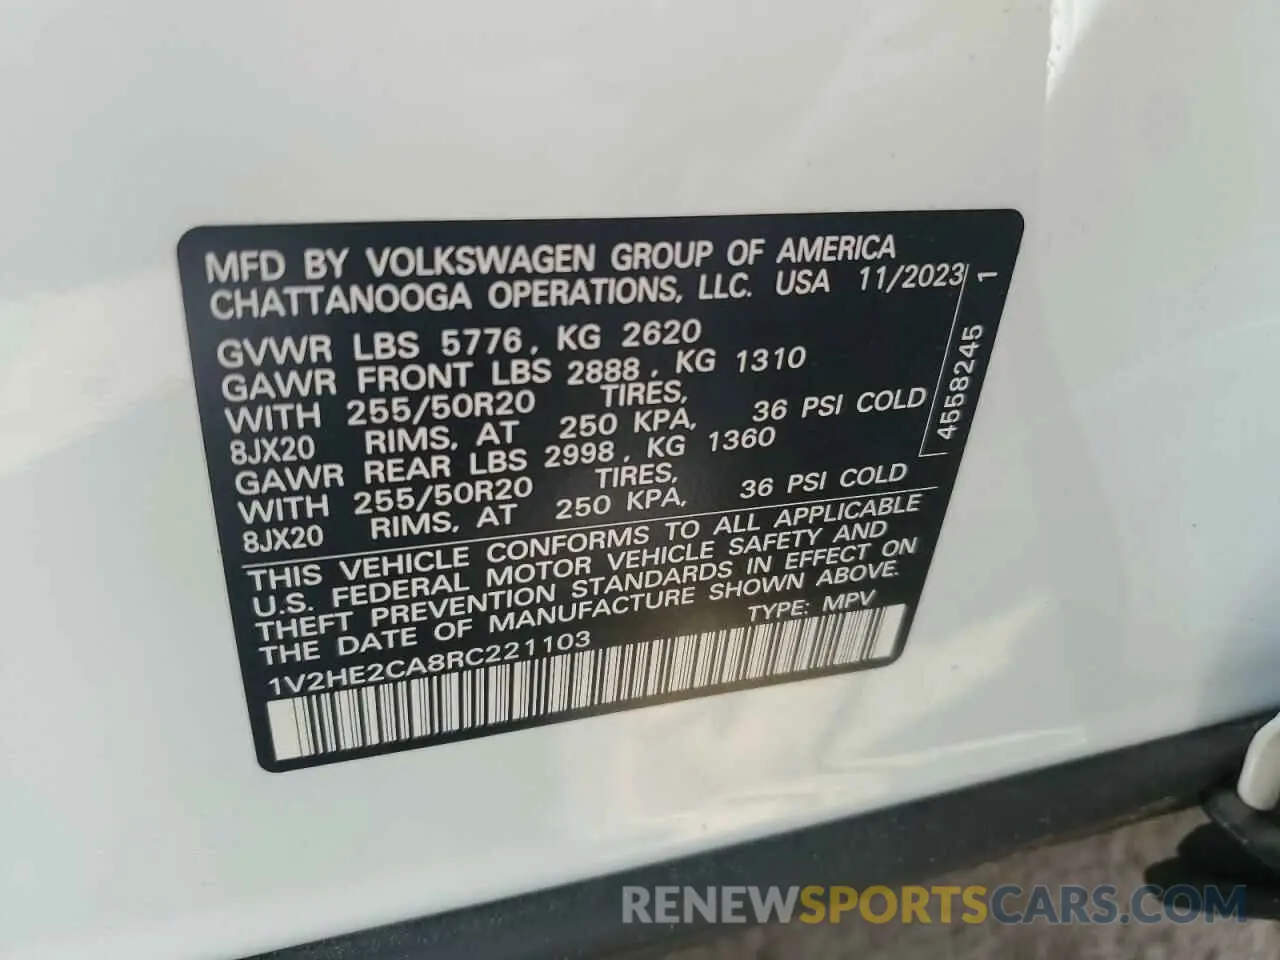 MFD BY VOLKSWAGEN GROUP OF AMERICA
CHATTANOOGA OPERATIONS, LLC. USA 11/2023
GVWR LBS 5776, KG 2620
GAWR FRONT LBS 2888, KG 1310
WITH 255/50R20 TIRES,
8JX20 RIMS, AT 250 KPA, 36 PSI COLD
GAWR REAR LBS 2998, KG 1360
WITH 255/50R20 TIRES,
8JX20 RIMS, AT 250 KPA, 36 PSI COLD
THIS VEHICLE CONFORMS TO ALL APPLICABLE
U.S. FEDERAL MOTOR VEHICLE SAFETY AND
THEFT PREVENTION STANDARDS IN EFFECT ON
THE DATE OF MANUFACTURE SHOWN ABOVE.
1V2HE2CA8RC221103 TYPE: MPV
4558245 1
RENEWSPORTSCARS.COM